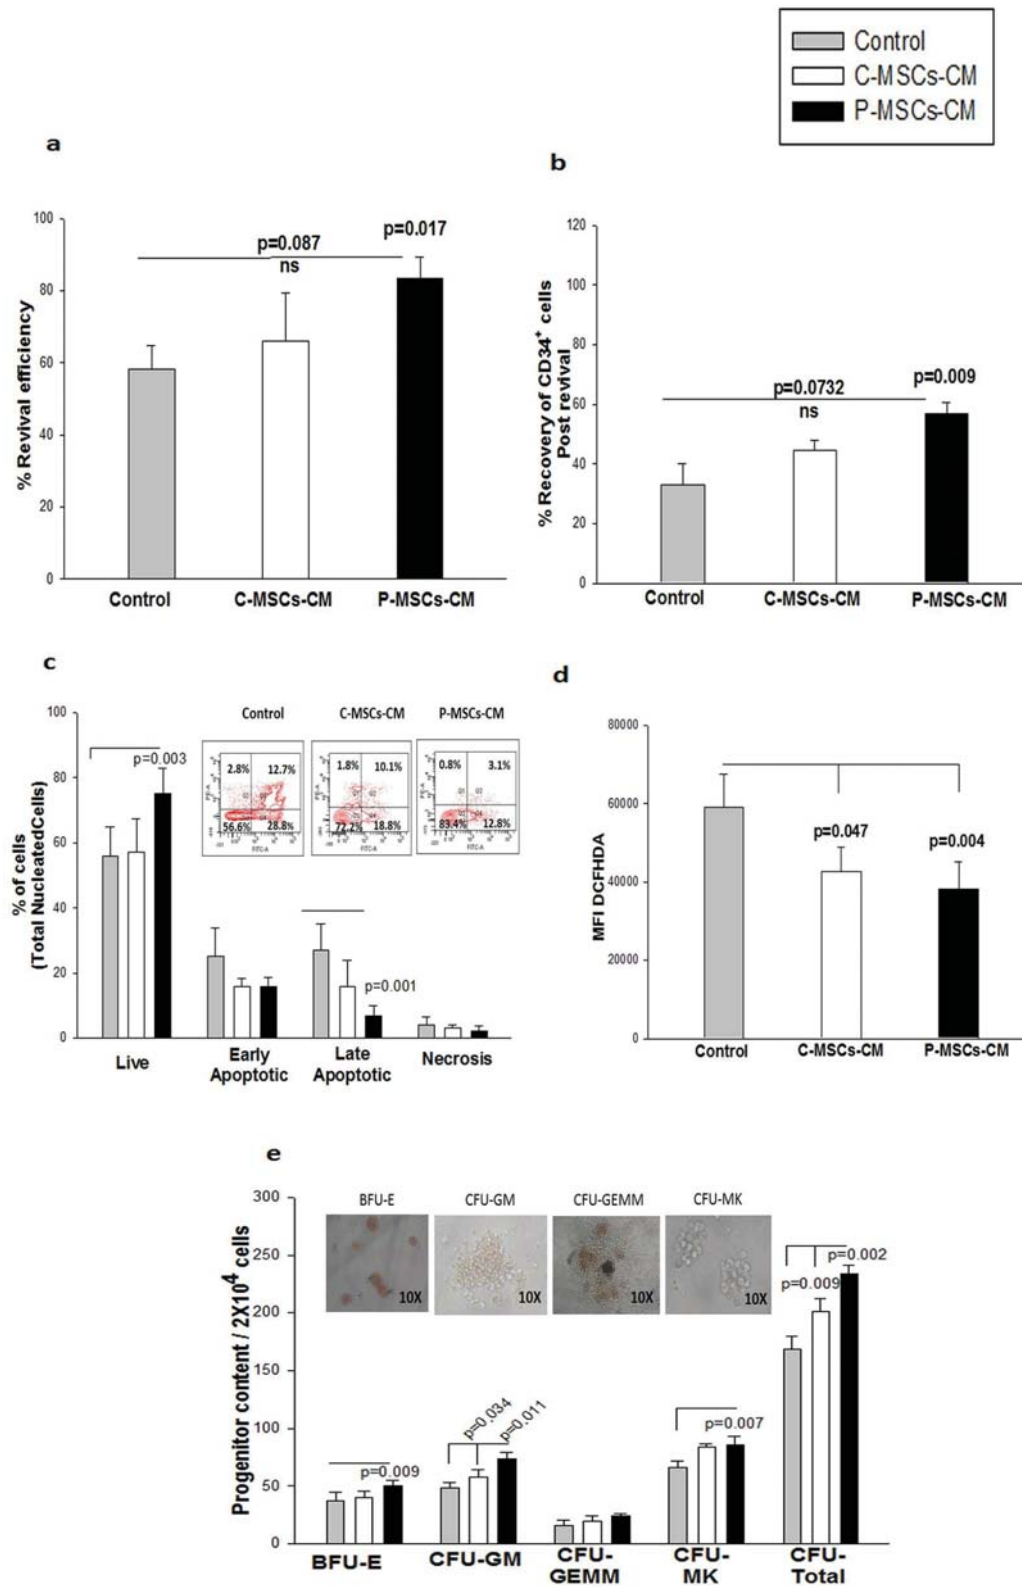 Control
C-MSCs-CM
P-MSCs-CM
a
% Revival efficiency
100
80
60
40
20
0
p=0.087
ns
p=0.017
Control
C-MSCs-CM
P-MSCs-CM
b
% Recovery of CD34+ cells
Post revival
120
100
80
60
40
20
0
p=0.0732
ns
p=0.009
Control
C-MSCs-CM
P-MSCs-CM
c
% of cells
(Total NucleatedCells)
100
80
60
40
20
0
p=0.003
Control
C-MSCs-CM
P-MSCs-CM
2.8%
12.7%
56.6%
28.8%
FITC-A
1.8%
10.1%
72.2%
18.8%
FITC-A
0.8%
3.1%
83.4%
12.8%
FITC-A
p=0.001
Live
Early
Apoptotic
Late
Apoptotic
Necrosis
d
MFI DCFHDA
80000
60000
40000
20000
0
p=0.047
p=0.004
Control
C-MSCs-CM
P-MSCs-CM
e
Progenitor content / 2X10⁴ cells
300
250
200
150
100
50
0
BFU-E
CFU-GM
CFU-GEMM
CFU-MK
10X
10X
10X
10X
p=0.009
p=0.034
p=0.011
p=0.007
p=0.009
p=0.002
BFU-E
CFU-GM
CFU-
GEMM
CFU-
MK
CFU-
Total